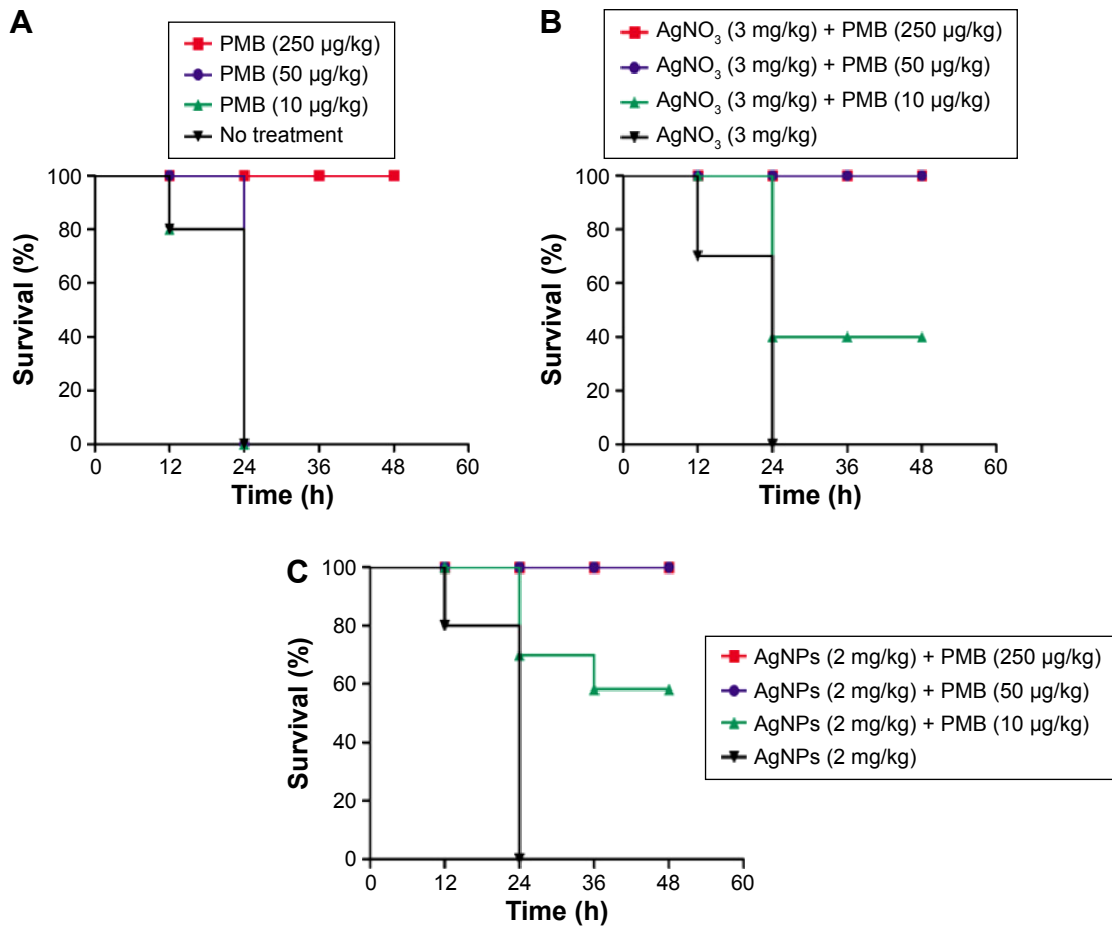 A
PMB (250 µg/kg)
PMB (50 µg/kg)
PMB (10 µg/kg)
No treatment
100
80
60
40
20
0
Survival (%)
0 12 24 36 48 60
Time (h)
B
AgNO₃ (3 mg/kg) + PMB (250 µg/kg)
AgNO₃ (3 mg/kg) + PMB (50 µg/kg)
AgNO₃ (3 mg/kg) + PMB (10 µg/kg)
AgNO₃ (3 mg/kg)
100
80
60
40
20
0
Survival (%)
0 12 24 36 48 60
Time (h)
C
100
80
60
40
20
0
Survival (%)
0 12 24 36 48 60
Time (h)
AgNPs (2 mg/kg) + PMB (250 µg/kg)
AgNPs (2 mg/kg) + PMB (50 µg/kg)
AgNPs (2 mg/kg) + PMB (10 µg/kg)
AgNPs (2 mg/kg)